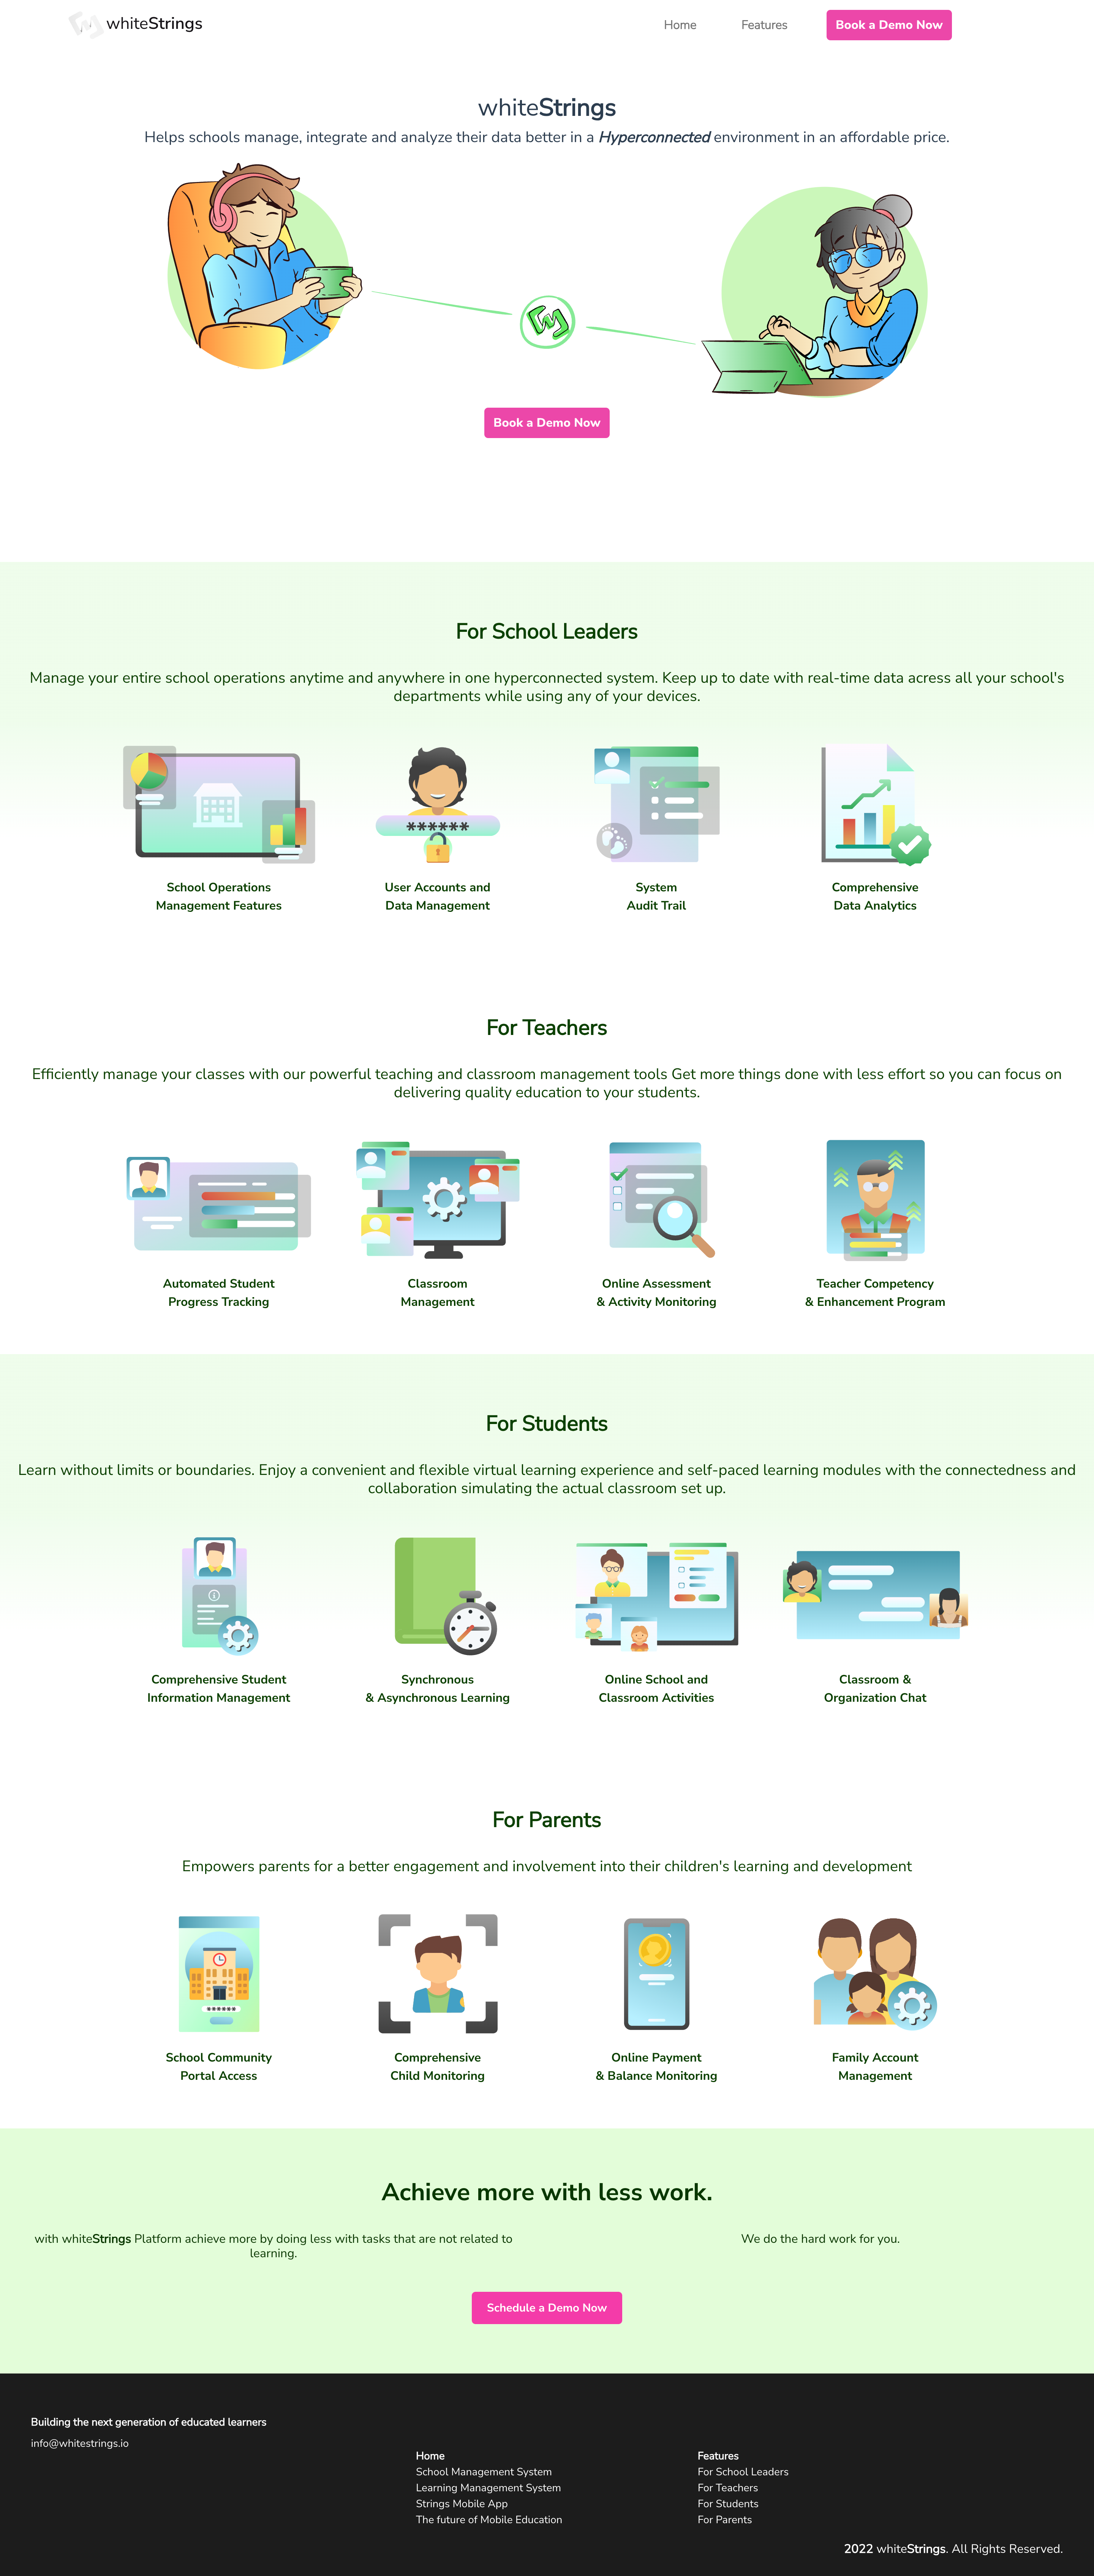 whiteStrings
Home
Features
Book a Demo Now
whiteStrings
Helps schools manage, integrate and analyze their data better in a Hyperconnected environment in an affordable price.
Book a Demo Now
For School Leaders
Manage your entire school operations anytime and anywhere in one hyperconnected system. Keep up to date with real-time data acress all your school's
departments while using any of your devices.
******
School Operations
Management Features
User Accounts and
Data Management
System
Audit Trail
Comprehensive
Data Analytics
For Teachers
Efficiently manage your classes with our powerful teaching and classroom management tools Get more things done with less effort so you can focus on
delivering quality education to your students.
Automated Student
Progress Tracking
Classroom
Management
Online Assessment
& Activity Monitoring
Teacher Competency
& Enhancement Program
For Students
Learn without limits or boundaries. Enjoy a convenient and flexible virtual learning experience and self-paced learning modules with the connectedness and
collaboration simulating the actual classroom set up.
Comprehensive Student
Information Management
Synchronous
& Asynchronous Learning
Online School and
Classroom Activities
Classroom &
Organization Chat
For Parents
Empowers parents for a better engagement and involvement into their children's learning and development
School Community
Portal Access
Comprehensive
Child Monitoring
Online Payment
& Balance Monitoring
Family Account
Management
Achieve more with less work.
with whiteStrings Platform achieve more by doing less with tasks that are not related to
learning.
We do the hard work for you.
Schedule a Demo Now
Building the next generation of educated learners
info@whitestrings.io
Home
School Management System
Learning Management System
Strings Mobile App
The future of Mobile Education
Features
For School Leaders
For Teachers
For Students
For Parents
2022 whiteStrings. All Rights Reserved.